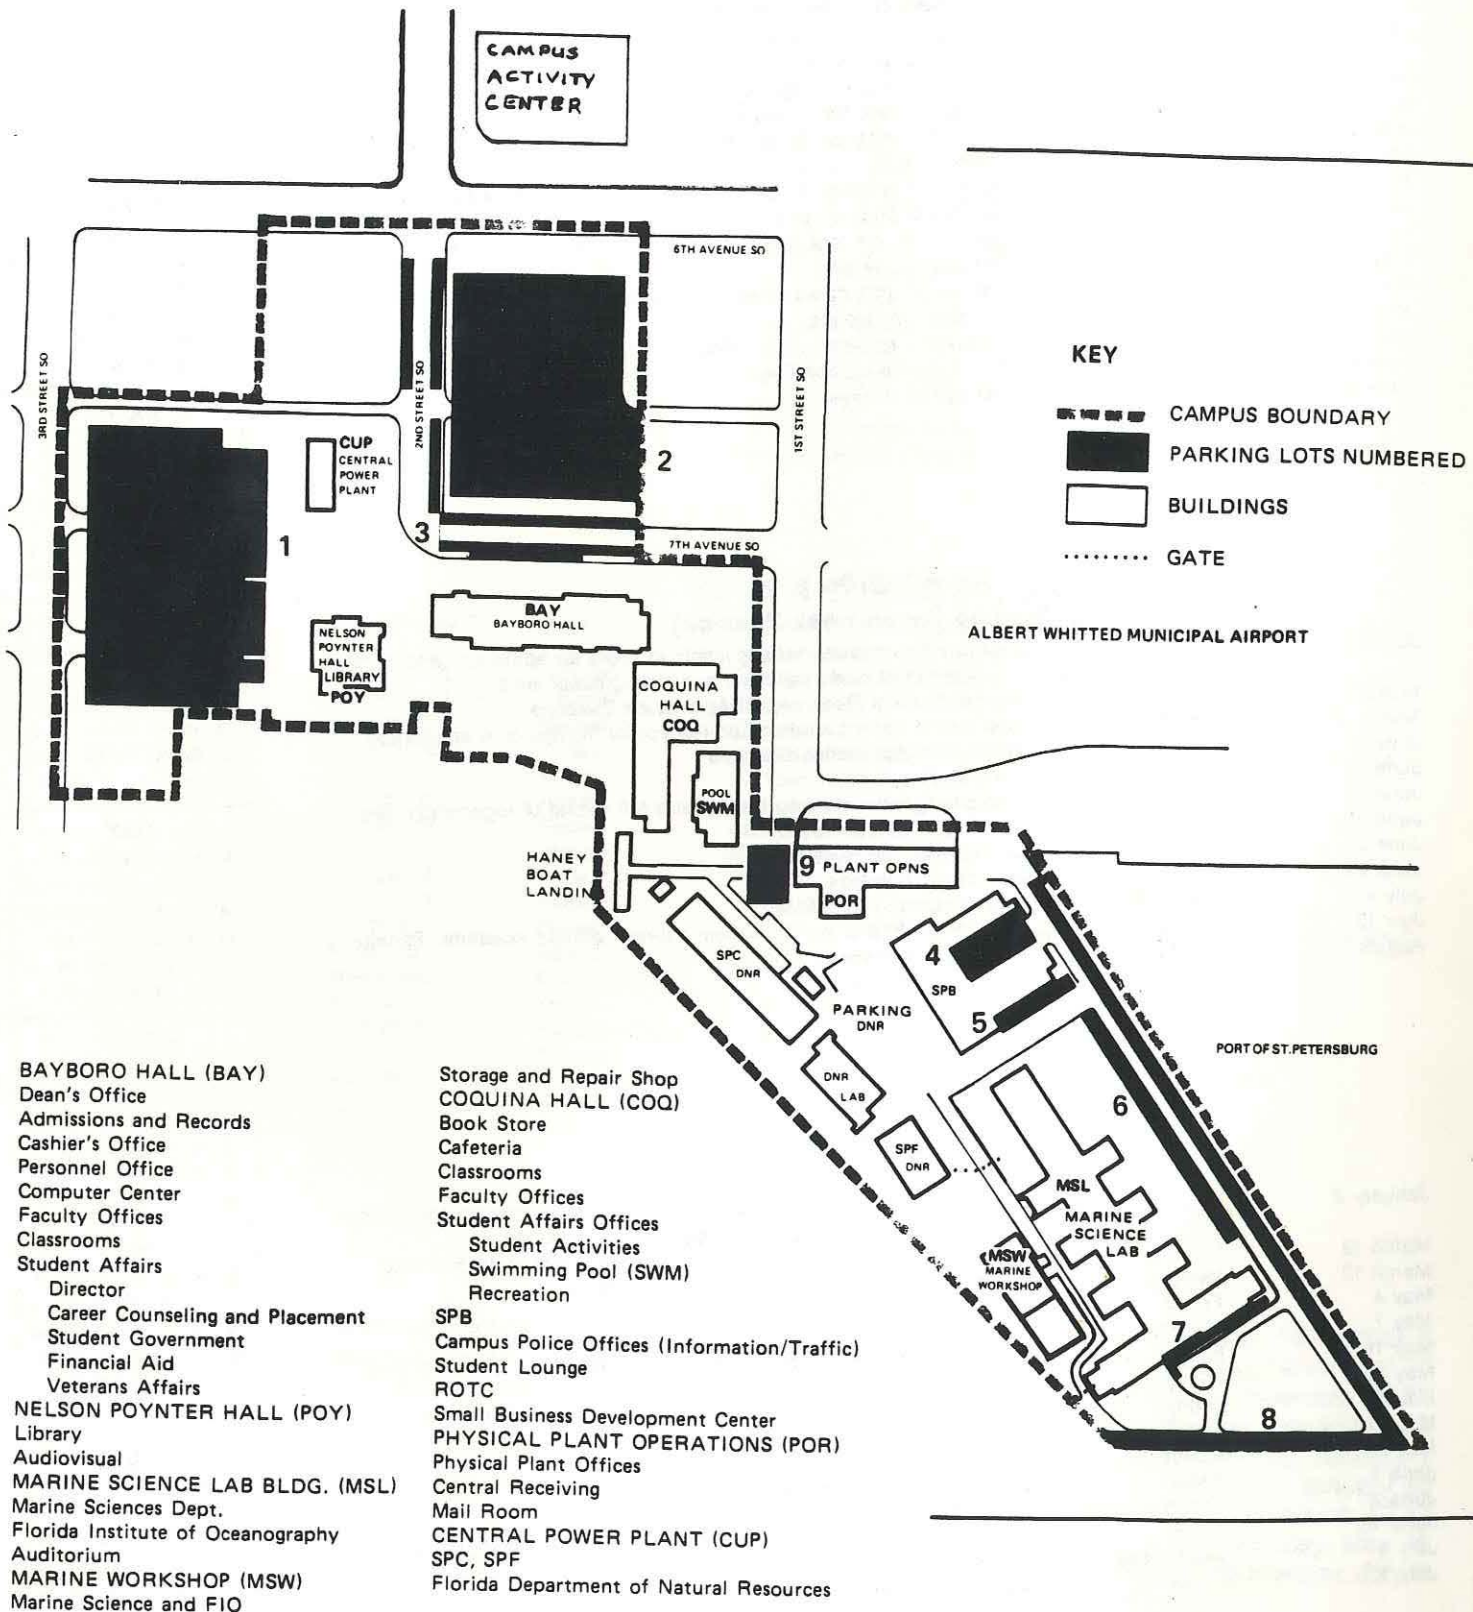 CAMPUS
ACTIVITY
CENTER
6TH AVENUE SO
3RD STREET SO
2ND STREET SO
1ST STREET SO
KEY
CAMPUS BOUNDARY
PARKING LOTS NUMBERED
BUILDINGS
GATE
CUP
CENTRAL
POWER
PLANT
2
1
3
7TH AVENUE SO
BAY
BAYBORO HALL
ALBERT WHITTED MUNICIPAL AIRPORT
NELSON
POYNTER
HALL
LIBRARY
POY
COQUINA
HALL
COQ
POOL
SWM
HANEY
BOAT
LANDIN
9 PLANT OPNS
POR
SPC
DNR
4
SPB
5
PARKING
DNR
PORT OF ST. PETERSBURG
DNR
LAB
6
SPF
DNR
MSL
MARINE
SCIENCE
LAB
MSW
MARINE
WORKSHOP
7
8
BAYBORO HALL (BAY)
Dean's Office
Admissions and Records
Cashier's Office
Personnel Office
Computer Center
Faculty Offices
Classrooms
Student Affairs
Director
Career Counseling and Placement
Student Government
Financial Aid
Veterans Affairs
NELSON POYNTER HALL (POY)
Library
Audiovisual
MARINE SCIENCE LAB BLDG. (MSL)
Marine Sciences Dept.
Florida Institute of Oceanography
Auditorium
MARINE WORKSHOP (MSW)
Marine Science and FIO
Storage and Repair Shop
COQUINA HALL (COQ)
Book Store
Cafeteria
Classrooms
Faculty Offices
Student Affairs Offices
Student Activities
Swimming Pool (SWM)
Recreation
SPB
Campus Police Offices (Information/Traffic)
Student Lounge
ROTC
Small Business Development Center
PHYSICAL PLANT OPERATIONS (POR)
Physical Plant Offices
Central Receiving
Mail Room
CENTRAL POWER PLANT (CUP)
SPC, SPF
Florida Department of Natural Resources